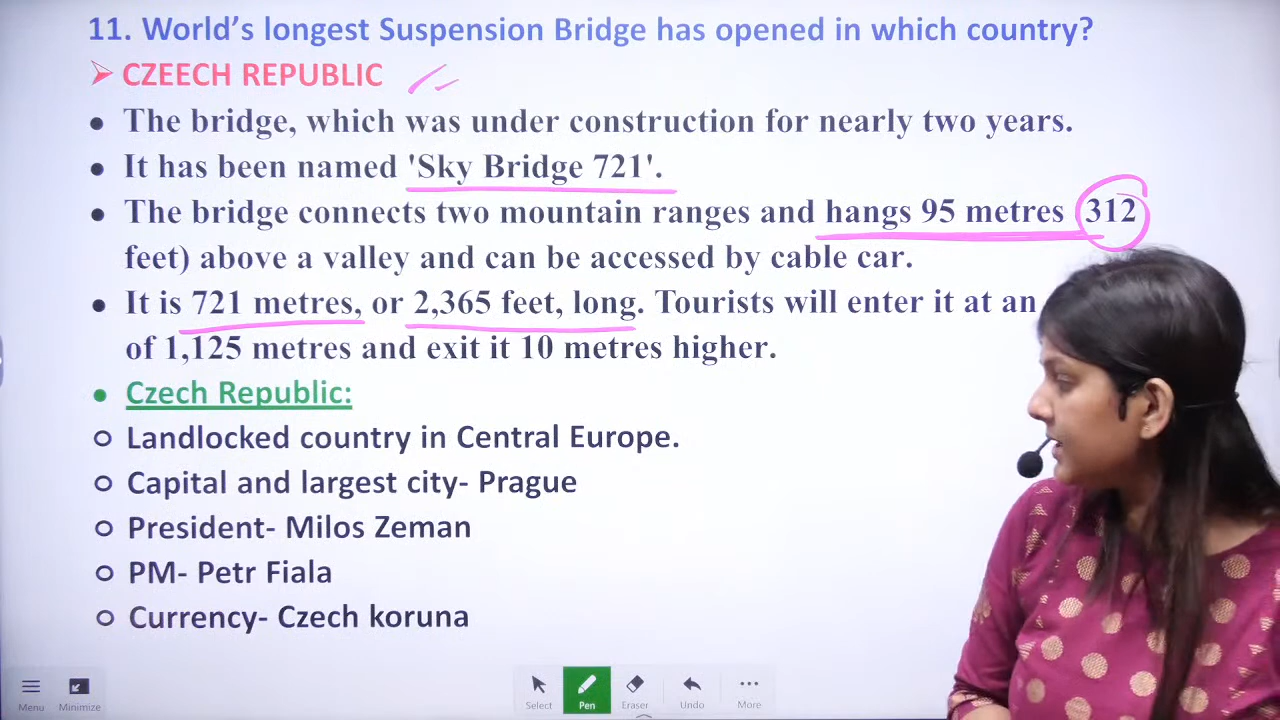 11. World’s longest Suspension Bridge has opened in which country?
➢ CZEECH REPUBLIC
• The bridge, which was under construction for nearly two years.
• It has been named 'Sky Bridge 721'.
• The bridge connects two mountain ranges and hangs 95 metres (312
feet) above a valley and can be accessed by cable car.
• It is 721 metres, or 2,365 feet, long. Tourists will enter it at an
of 1,125 metres and exit it 10 metres higher.
• Czech Republic:
o Landlocked country in Central Europe.
o Capital and largest city- Prague
o President- Milos Zeman
o PM- Petr Fiala
o Currency- Czech koruna
Menu Minimize Select Pen Eraser Undo More